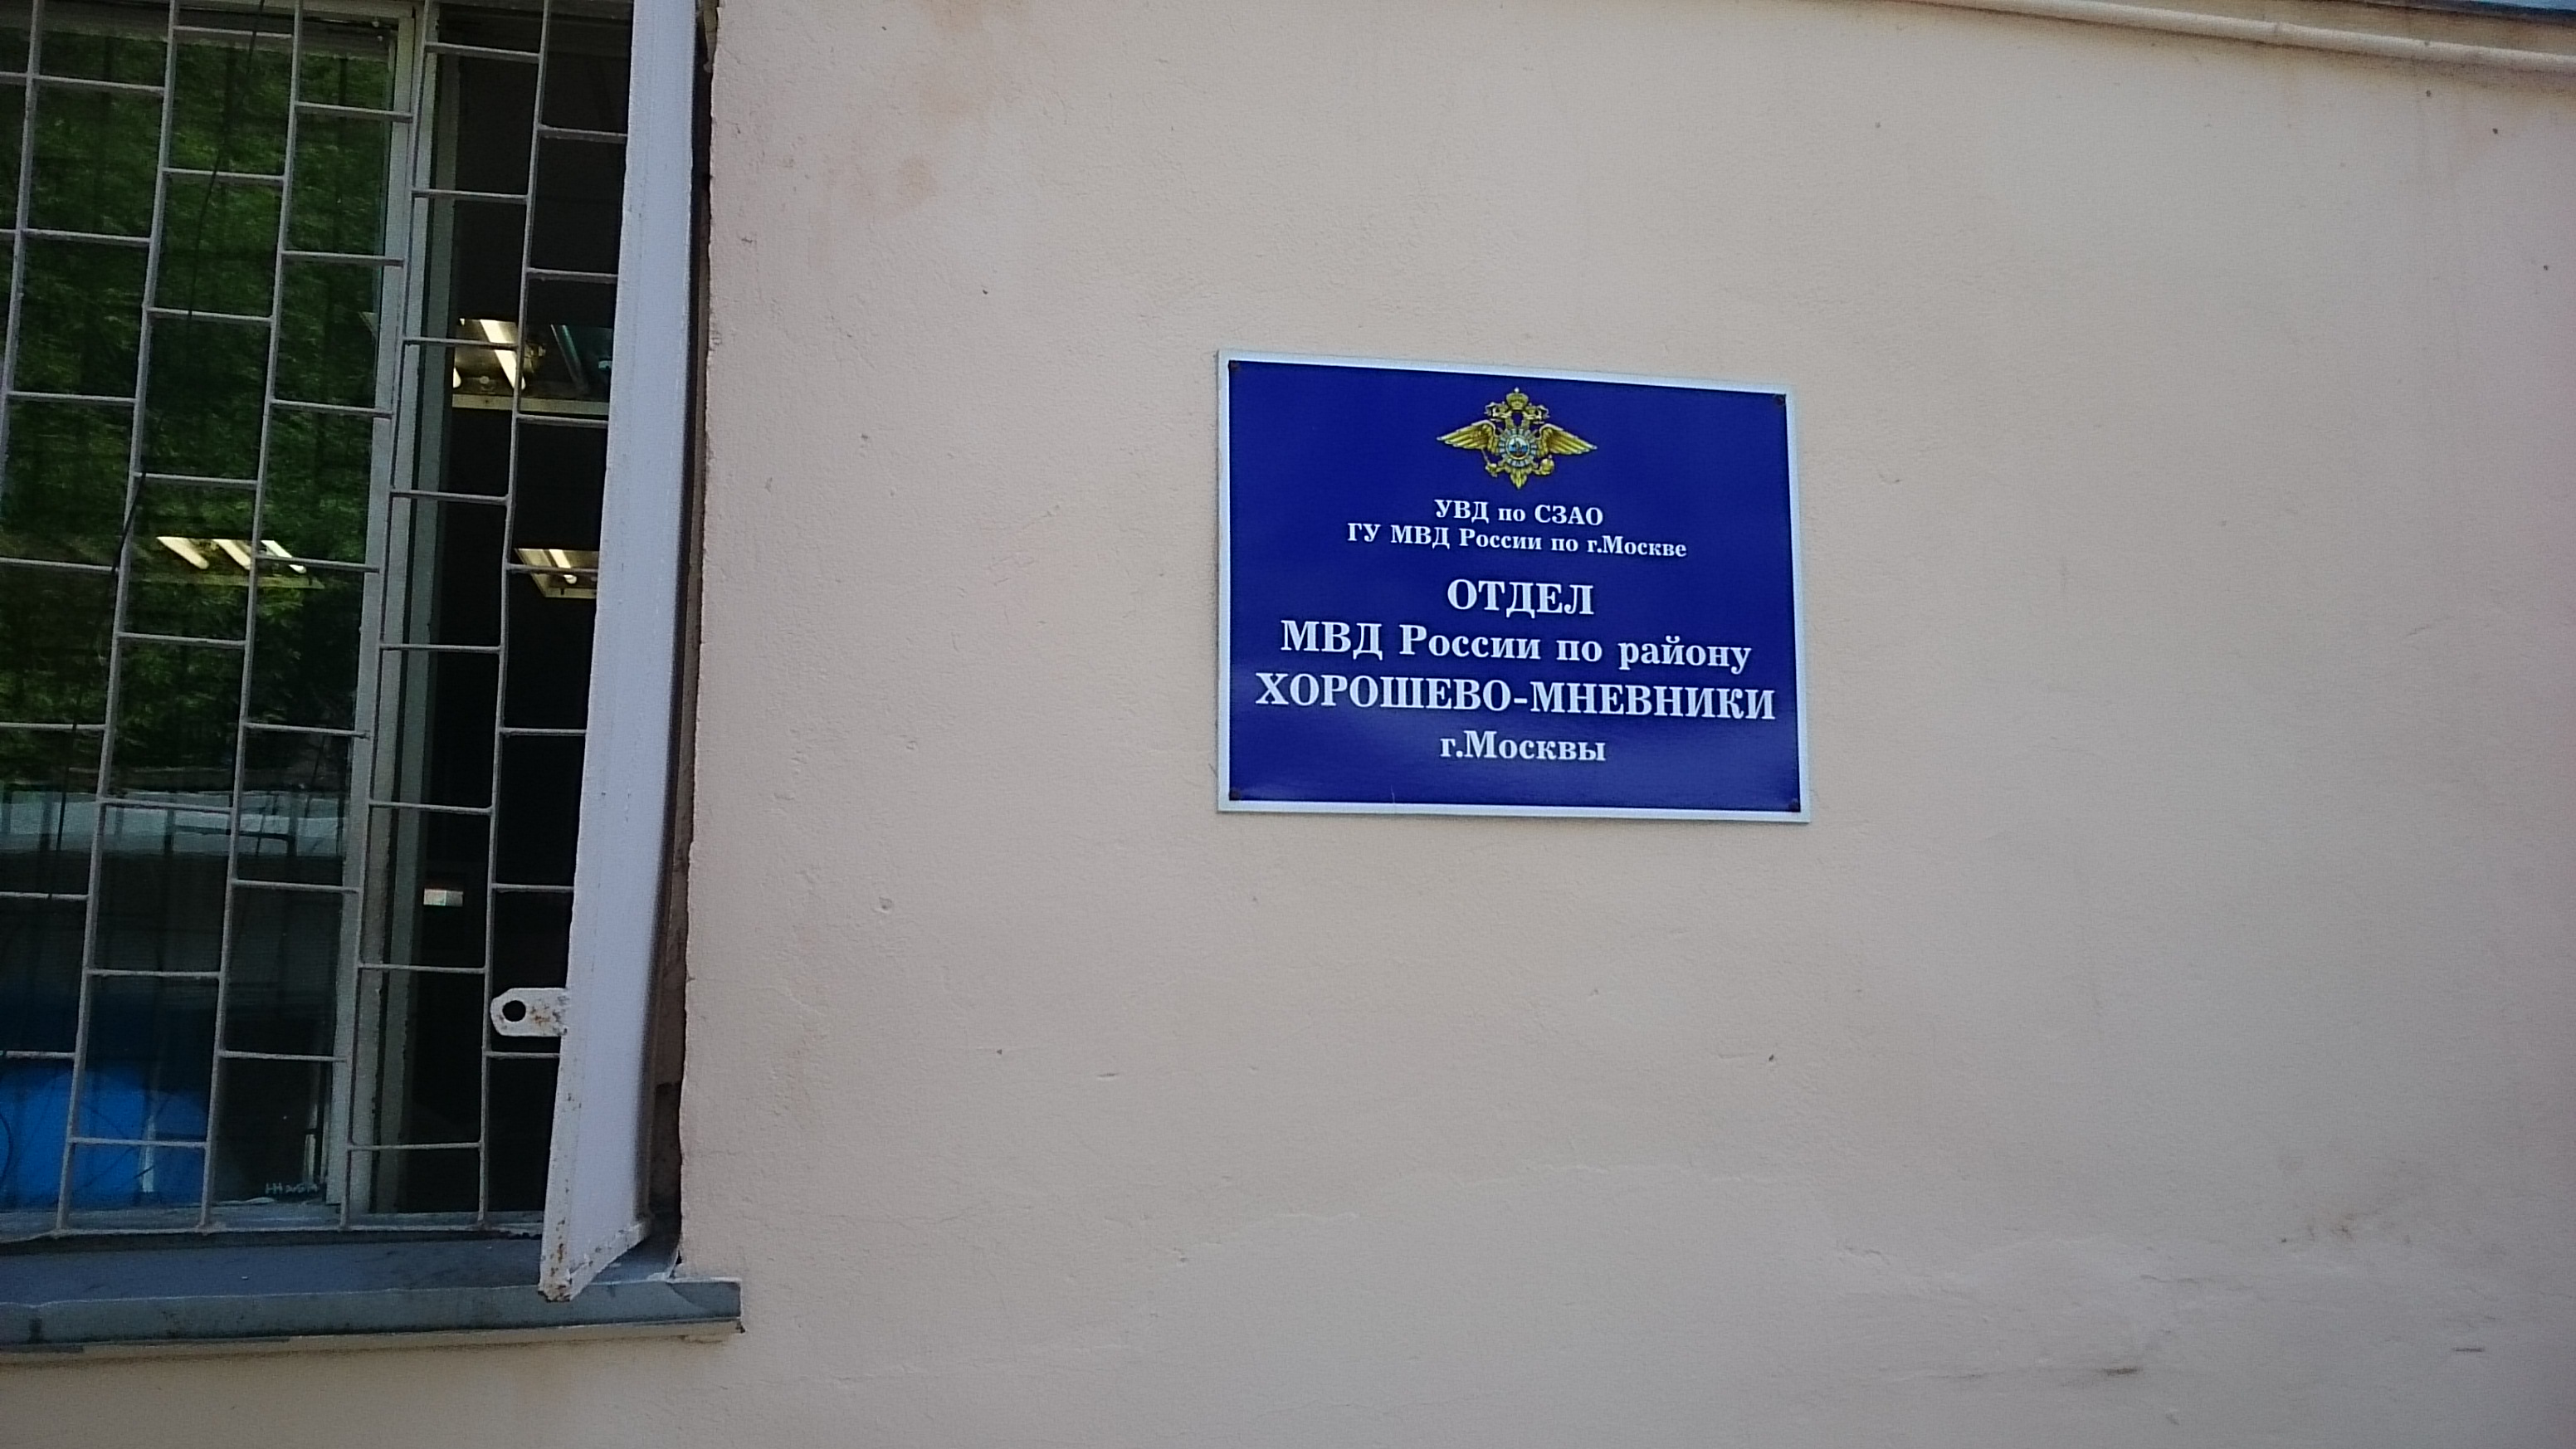 УВД по СЗАО
ГУ МВД России по г.Москве
ОТДЕЛ
МВД России по району
ХОРОШЕВО-МНЕВНИКИ
г.Москвы